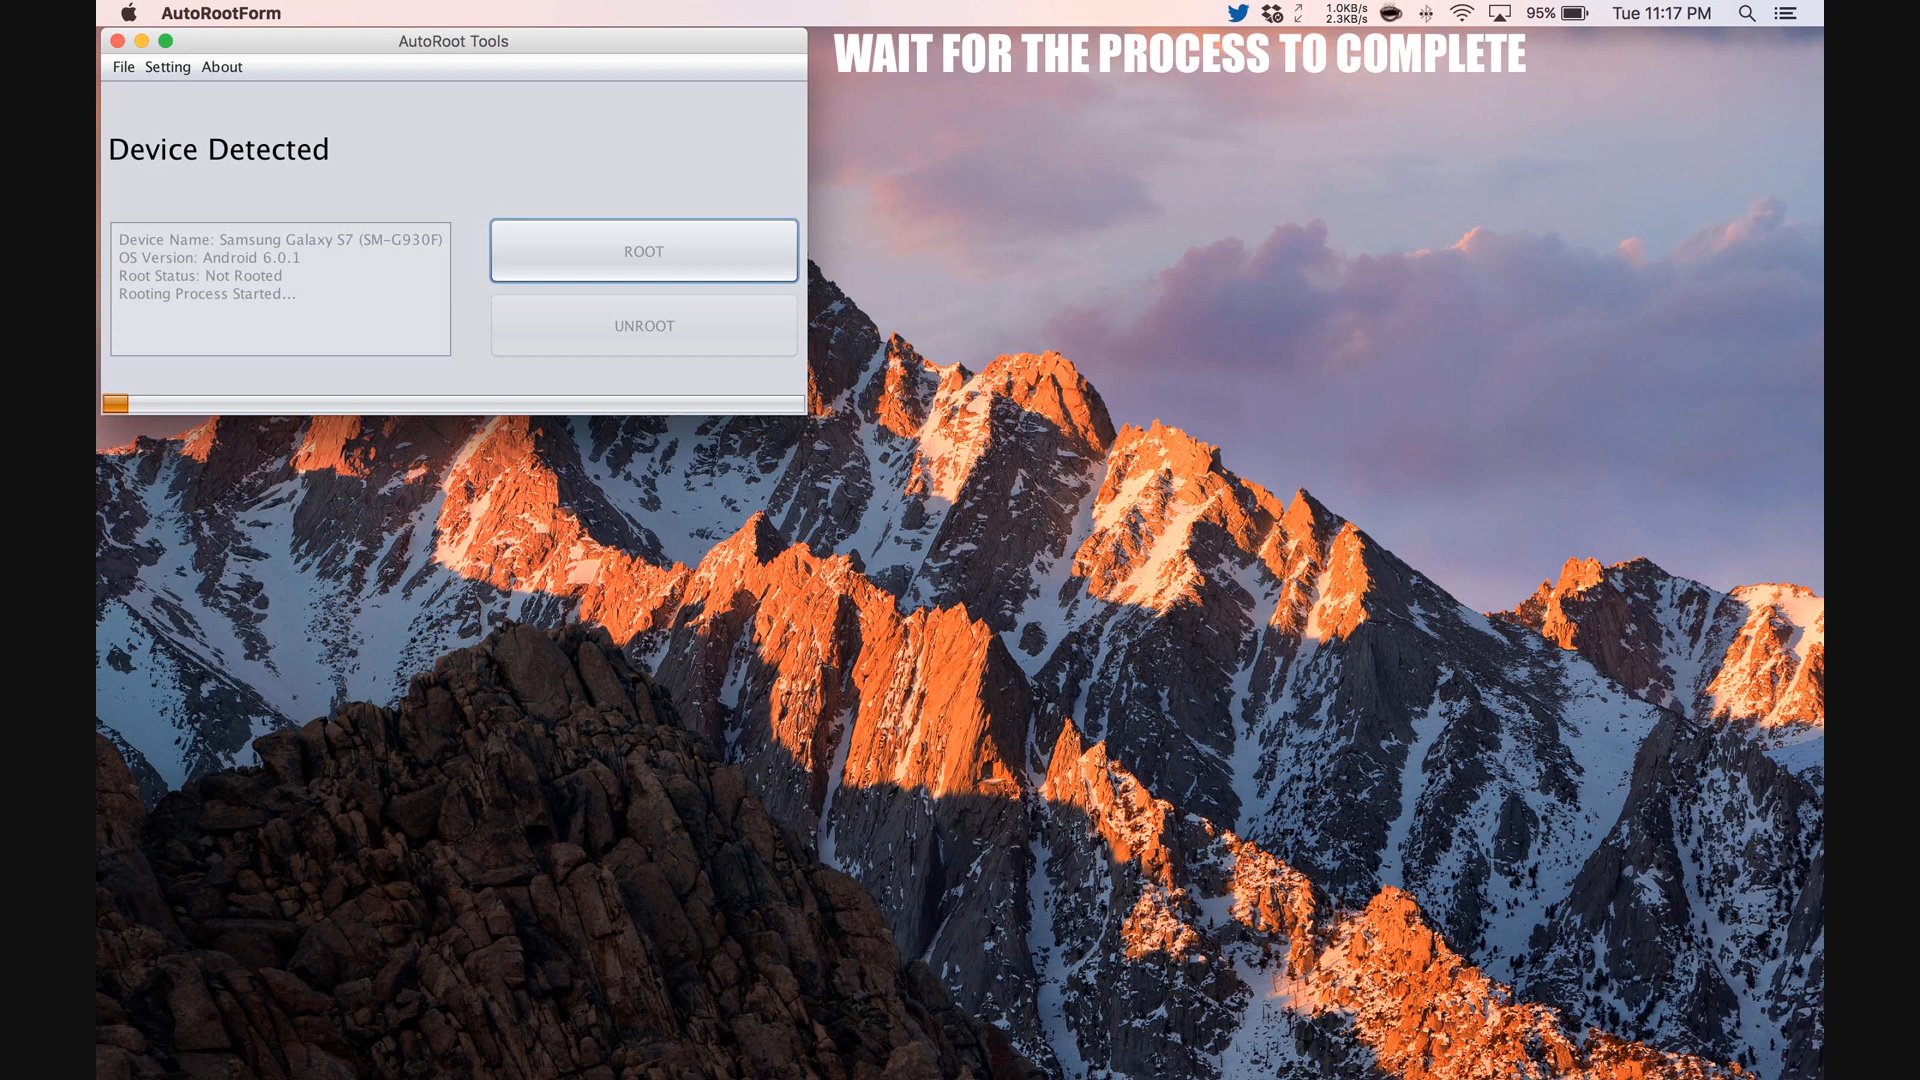 AutoRootForm
1.0KB/s
2.3KB/s
95%
Tue 11:17 PM
AutoRoot Tools
WAIT FOR THE PROCESS TO COMPLETE
File Setting About
Device Detected
Device Name: Samsung Galaxy S7 (SM-G930F)
OS Version: Android 6.0.1
Root Status: Not Rooted
Rooting Process Started...
ROOT
UNROOT